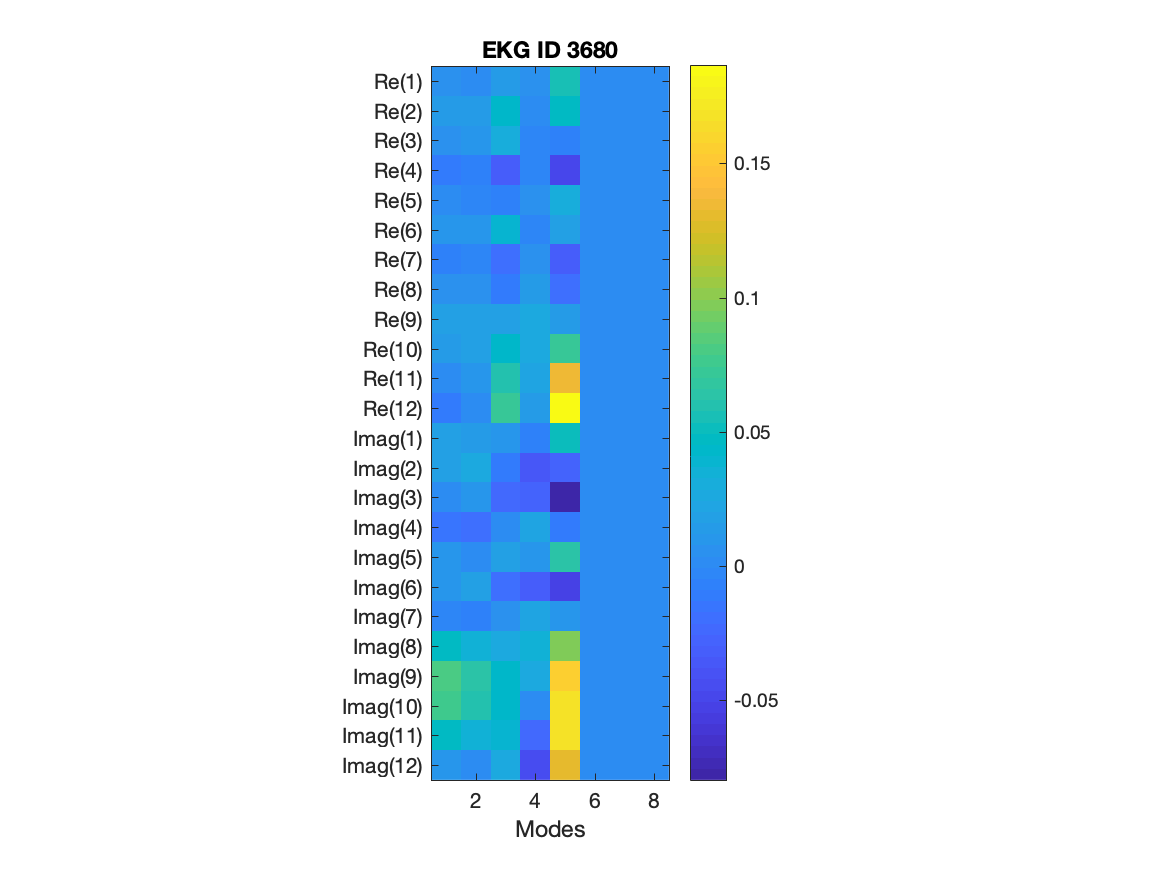 EKG ID 3680
Re(1)
Re(2)
Re(3)
Re(4)
Re(5)
Re(6)
Re(7)
Re(8)
Re(9)
Re(10)
Re(11)
Re(12)
Imag(1)
Imag(2)
Imag(3)
Imag(4)
Imag(5)
Imag(6)
Imag(7)
Imag(8)
Imag(9)
Imag(10)
Imag(11)
Imag(12)
2 4 6 8
Modes
0.15
0.1
0.05
0
-0.05